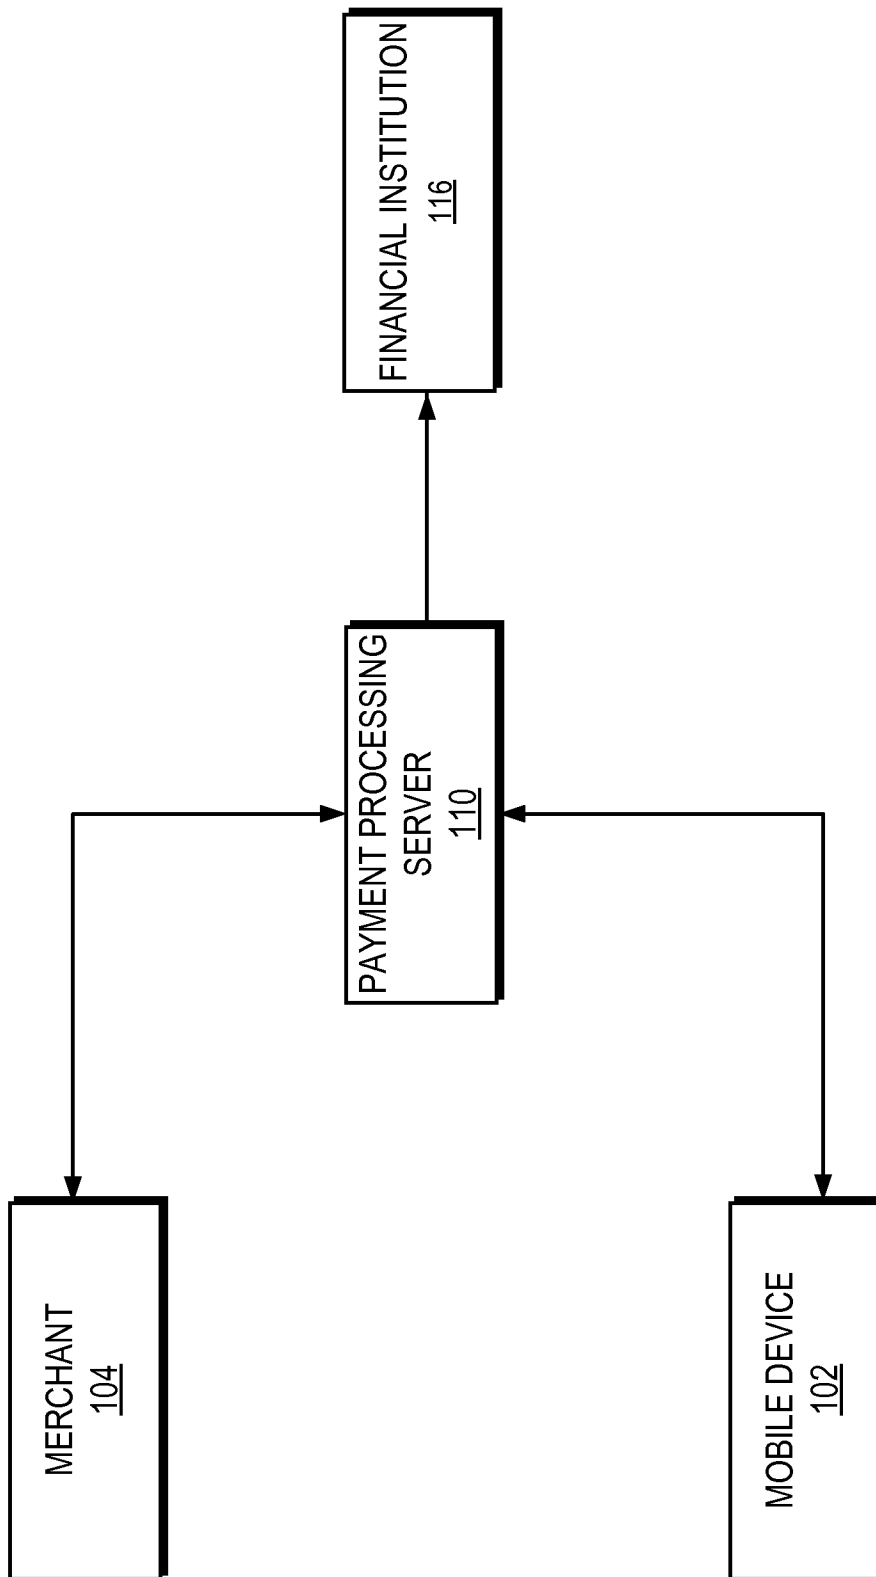 MERCHANT
104
PAYMENT PROCESSING
SERVER
110
FINANCIAL INSTITUTION
116
MOBILE DEVICE
102